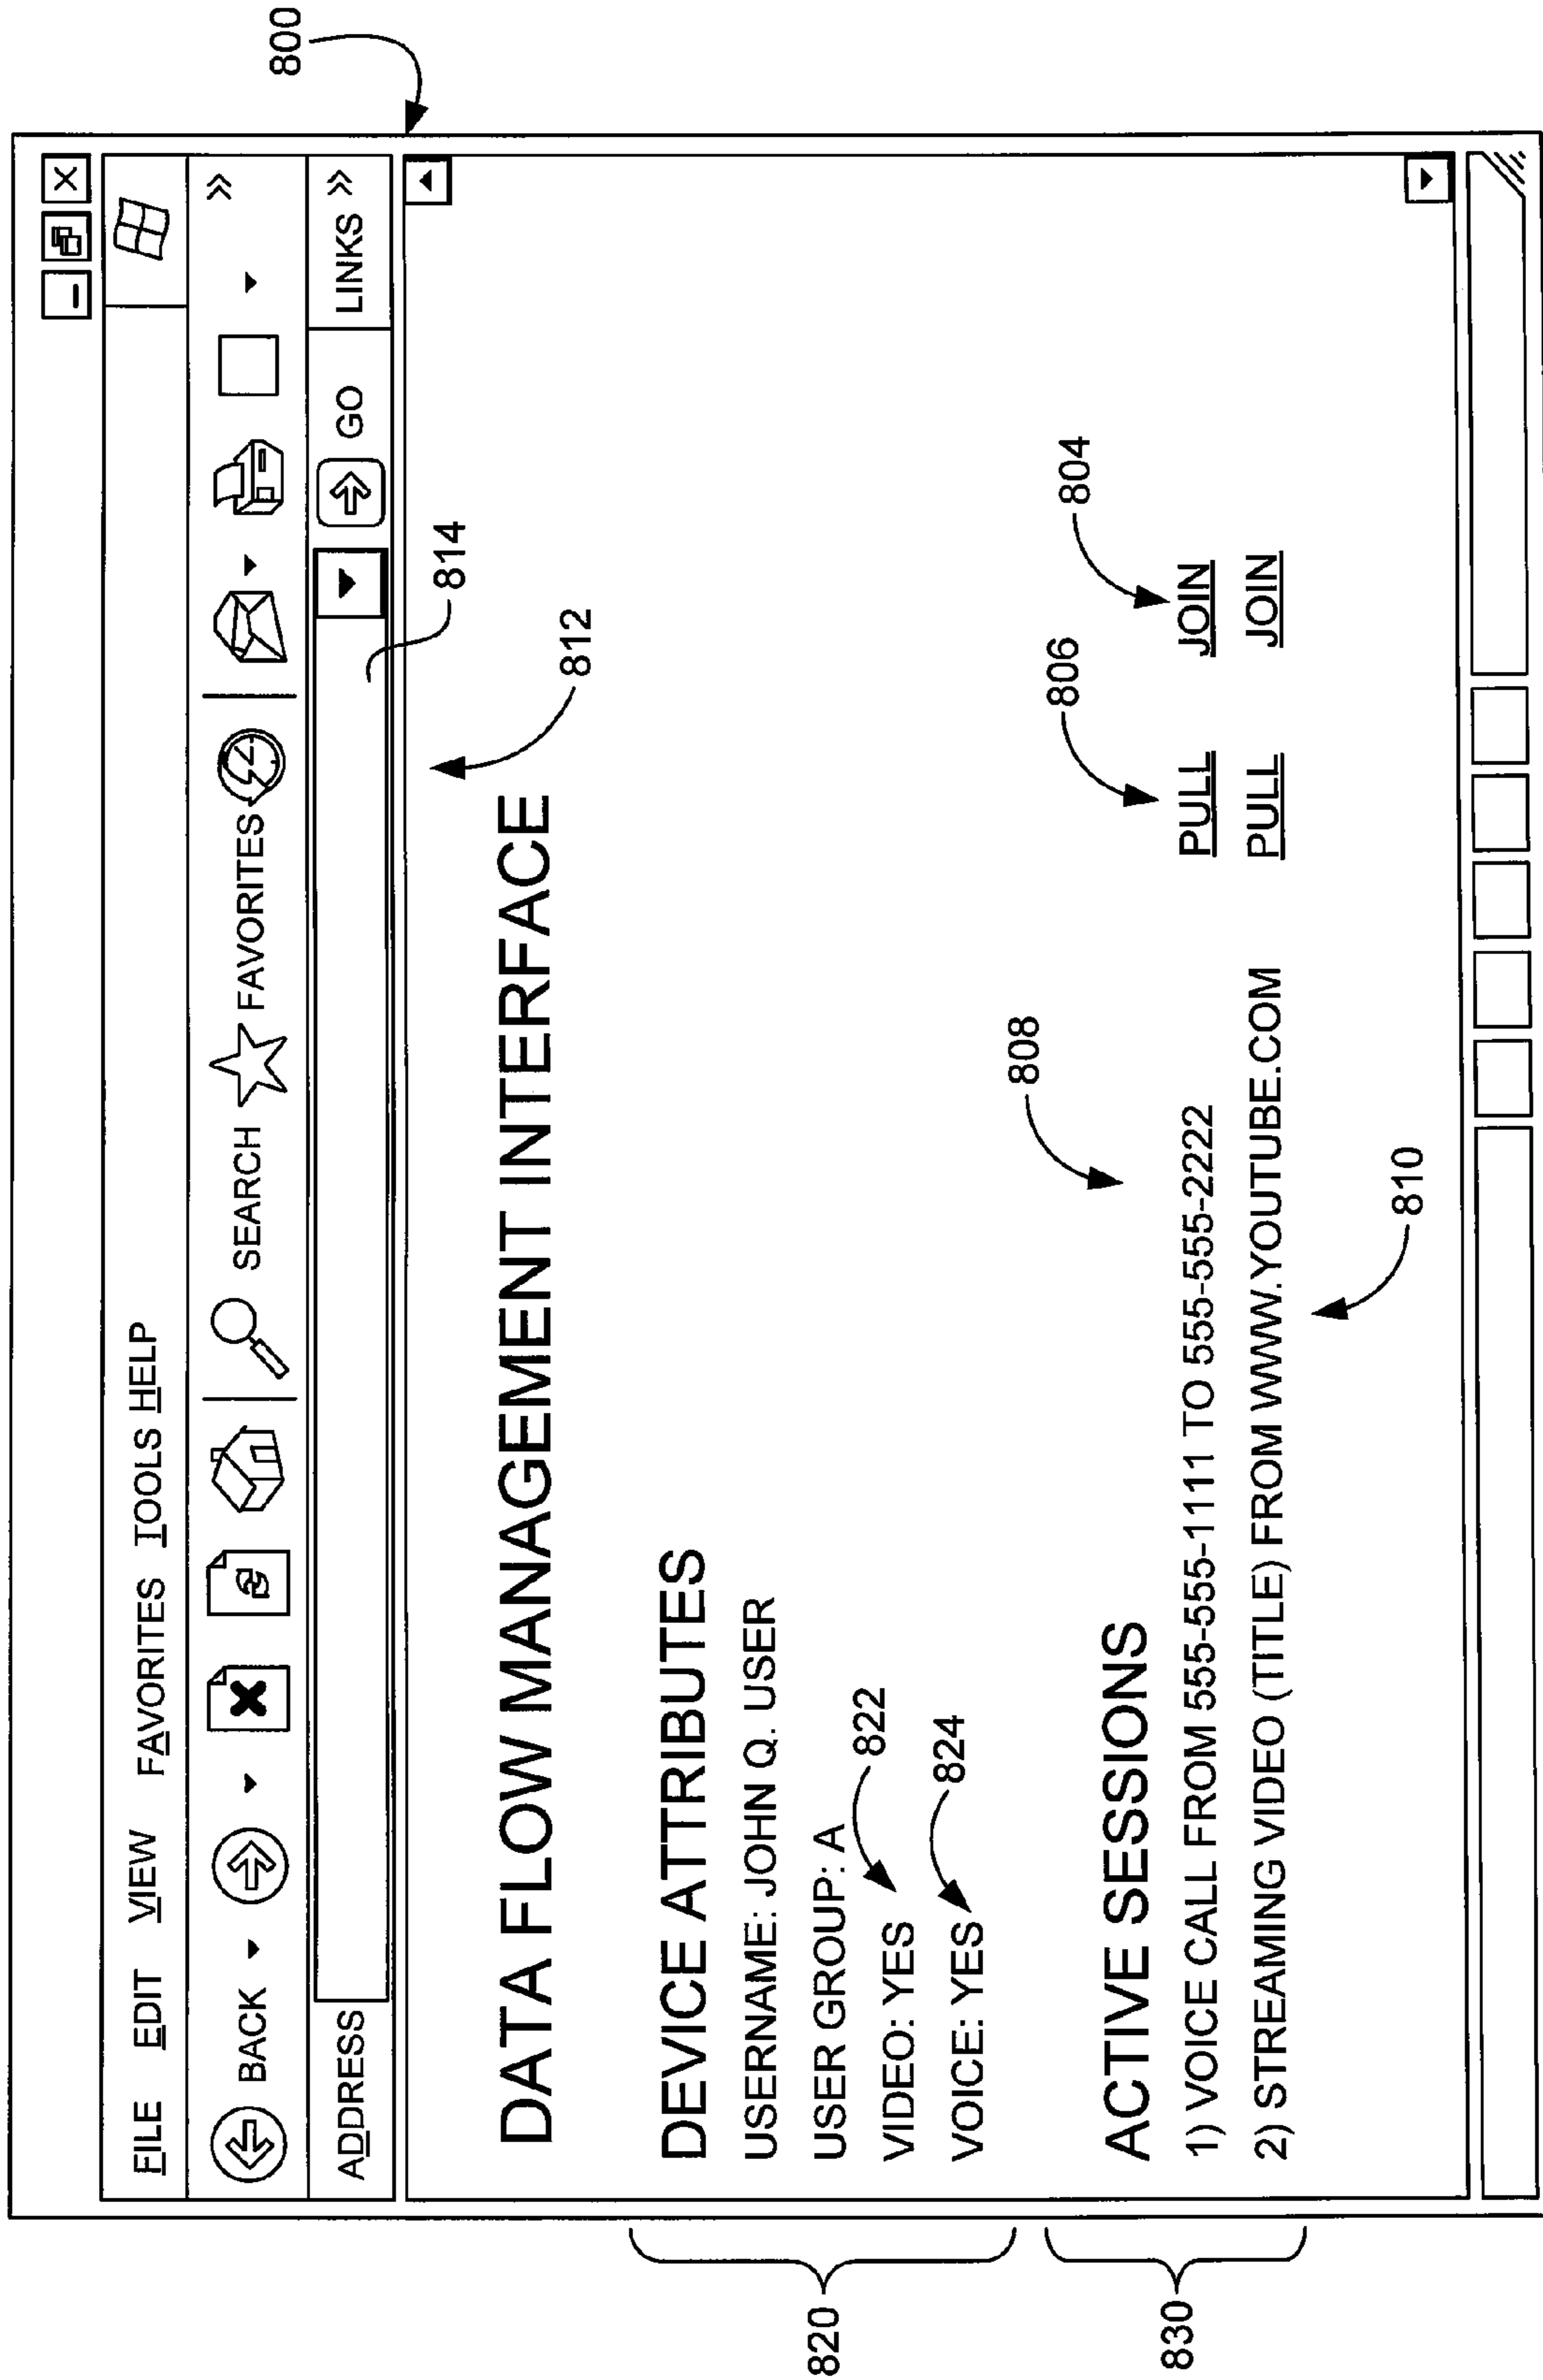 800
FILE EDIT VIEW FAVORITES TOOLS HELP
BACK SEARCH FAVORITES
ADDRESS GO LINKS »
814
812
DATA FLOW MANAGEMENT INTERFACE
820
DEVICE ATTRIBUTES
USERNAME: JOHN Q. USER
USER GROUP: A
822
VIDEO: YES
824
VOICE: YES
830
808
806
804
ACTIVE SESSIONS
1) VOICE CALL FROM 555-555-1111 TO 555-555-2222 PULL JOIN
2) STREAMING VIDEO (TITLE) FROM WWW.YOUTUBE.COM PULL JOIN
810